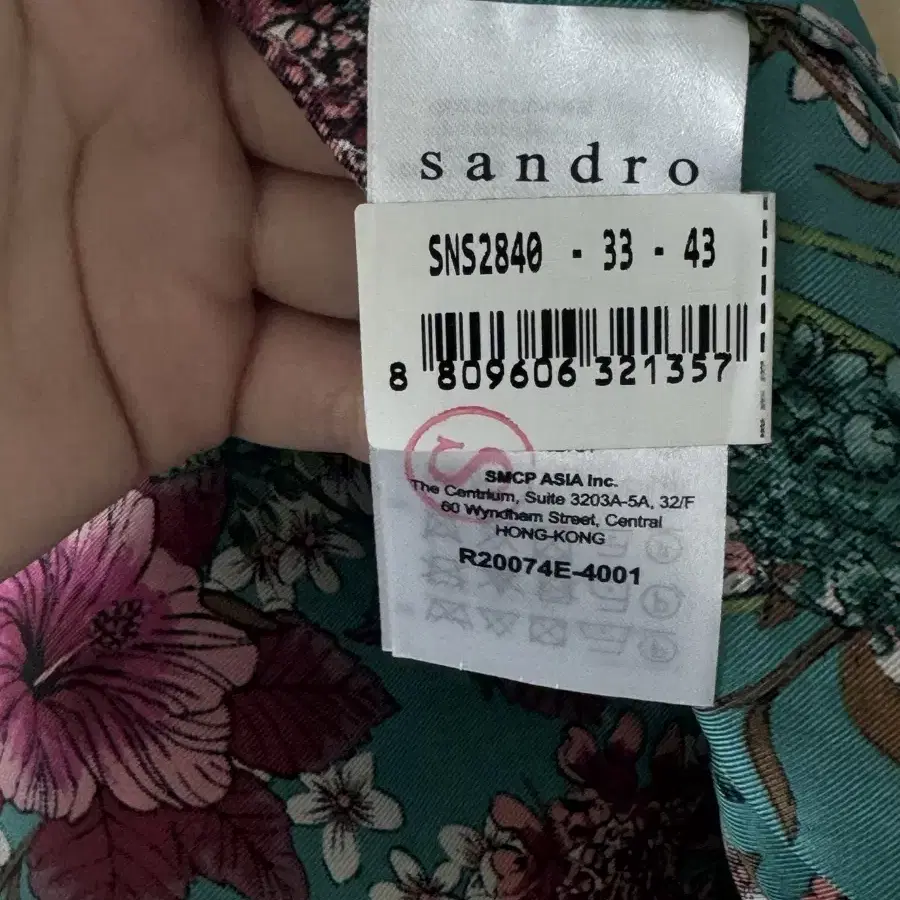 sandro
SNS2840 - 33 - 43
8 809606 321357
S
SMCP ASIA Inc.
The Centrium, Suite 3203A-5A, 32/F
60 Wyndham Street, Central
HONG-KONG
R20074E-4001